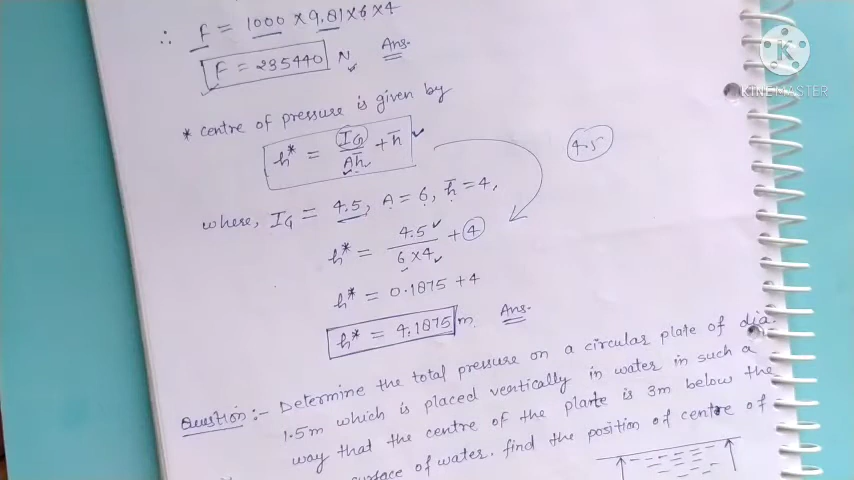 ∴ F = 1000 × 9.81 × 6 × 4
F = 235440 N Ans.
K
KINEMASTER
* centre of pressure is given by
h* = IG / Ah̄ + h̄
4.5
where, IG = 4.5, A = 6, h̄ = 4,
h* = 4.5 / 6 × 4 + 4
h* = 0.1875 + 4
h* = 4.1875 m Ans.
Question :- Determine the total pressure on a circular plate of dia.
1.5m which is placed vertically in water in such a
way that the centre of the plate is 3m below the
surface of water. find the position of centre of